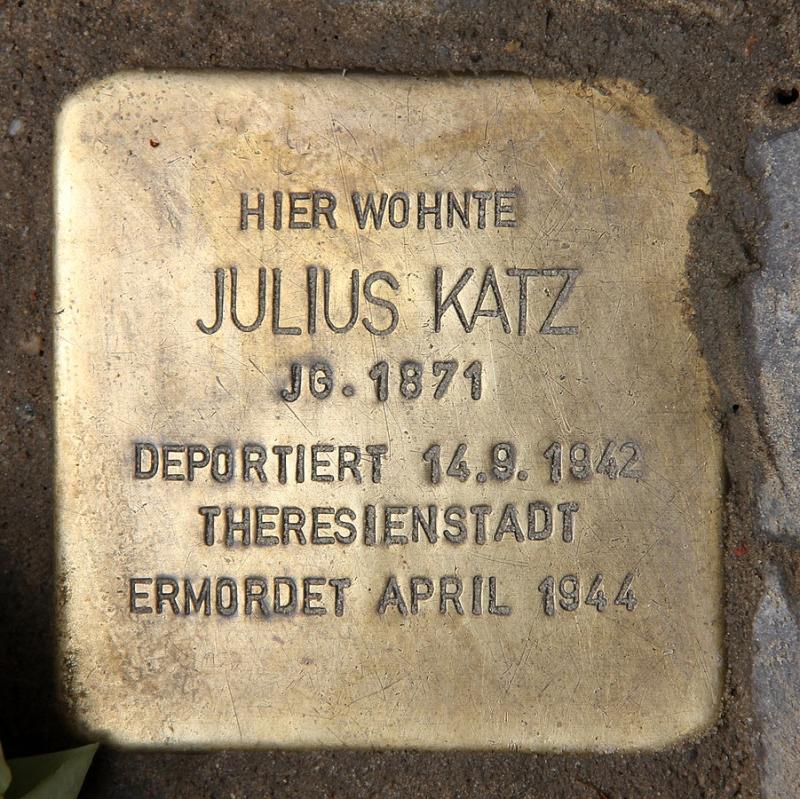 HIER WOHNTE
JULIUS KATZ
JG. 1871
DEPORTIERT 14.9.1942
THERESIENSTADT
ERMORDET APRIL 1944